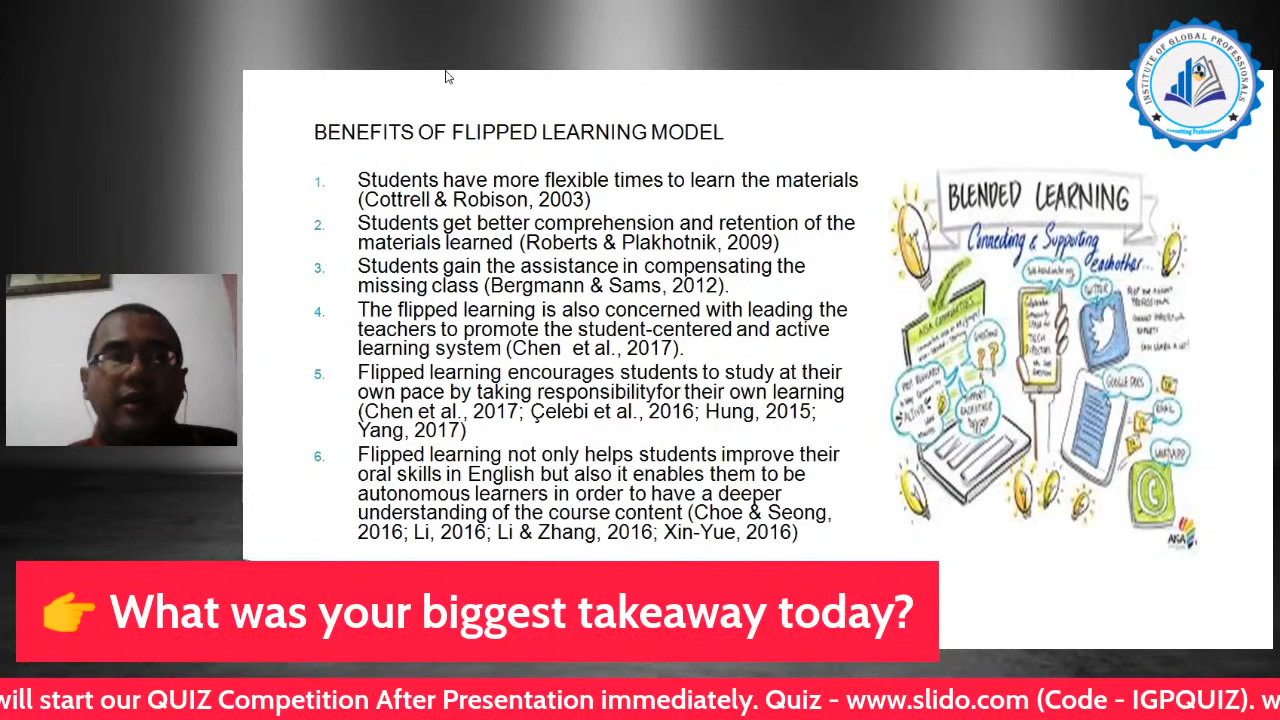 INSTITUTE OF GLOBAL PROFESSIONALS
Connecting Professionals
BENEFITS OF FLIPPED LEARNING MODEL
1. Students have more flexible times to learn the materials
(Cottrell & Robison, 2003)
2. Students get better comprehension and retention of the
materials learned (Roberts & Plakhotnik, 2009)
3. Students gain the assistance in compensating the
missing class (Bergmann & Sams, 2012).
4. The flipped learning is also concerned with leading the
teachers to promote the student-centered and active
learning system (Chen et al., 2017).
5. Flipped learning encourages students to study at their
own pace by taking responsibilityfor their own learning
(Chen et al., 2017; Çelebi et al., 2016; Hung, 2015;
Yang, 2017)
6. Flipped learning not only helps students improve their
oral skills in English but also it enables them to be
autonomous learners in order to have a deeper
understanding of the course content (Choe & Seong,
2016; Li, 2016; Li & Zhang, 2016; Xin-Yue, 2016)
BLENDED LEARNING
Connecting & Supporting
eachother...
TWITTER
AISA COMMUNITIES
QUESTIONS
GOOGLE DOCS
EMAIL
WHATSAPP
AISA
👉 What was your biggest takeaway today?
will start our QUIZ Competition After Presentation immediately. Quiz - www.slido.com (Code - IGPQUIZ). w